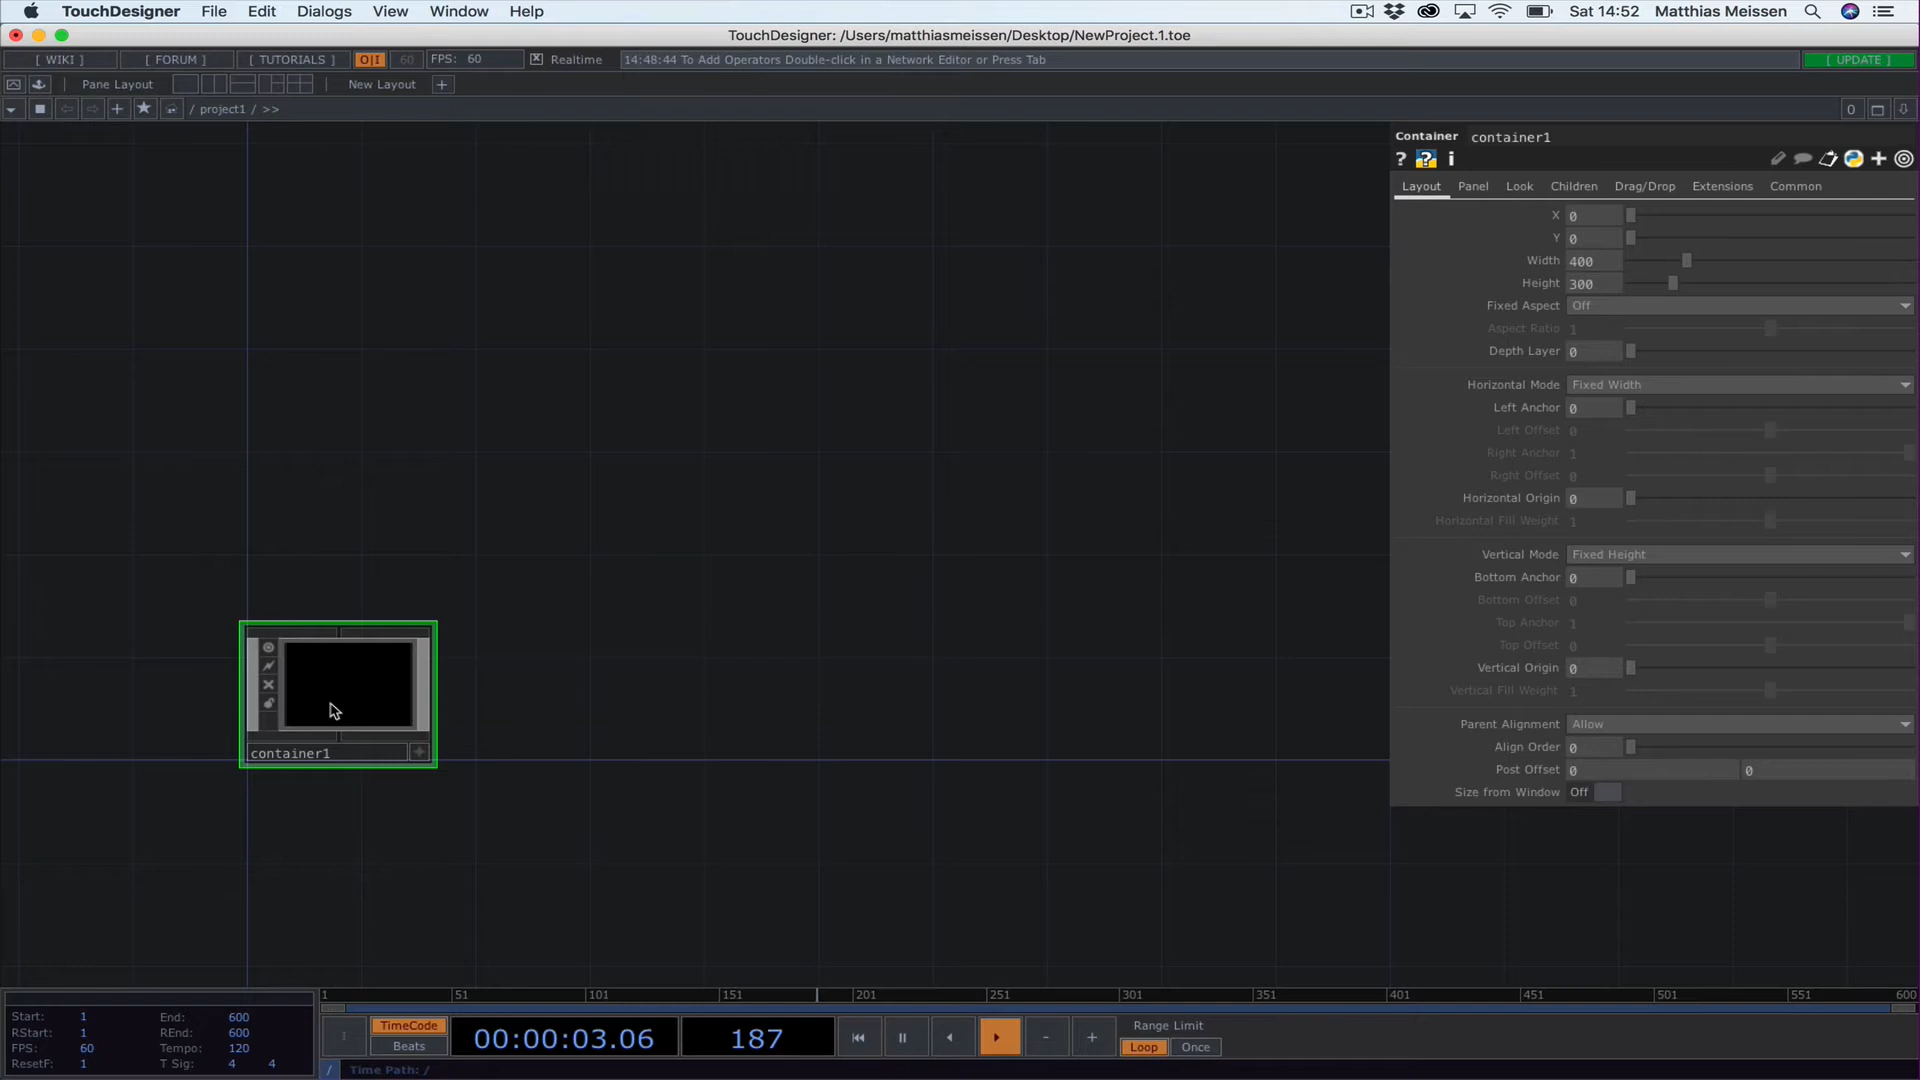 TouchDesigner File Edit Dialogs View Window Help Sat 14:52 Matthias Meissen
TouchDesigner: /Users/matthiasmeissen/Desktop/NewProject.1.toe
[ WIKI ] [ FORUM ] [ TUTORIALS ] O|I 60 FPS: 60 Realtime 14:48:44 To Add Operators Double-click in a Network Editor or Press Tab [ UPDATE ]
Pane Layout New Layout +
/ project1 / >> 0
Container container1
? ? i
Layout Panel Look Children Drag/Drop Extensions Common
X 0
Y 0
Width 400
Height 300
Fixed Aspect Off
Aspect Ratio 1
Depth Layer 0
Horizontal Mode Fixed Width
Left Anchor 0
Left Offset 0
Right Anchor 1
Right Offset 0
Horizontal Origin 0
Horizontal Fill Weight 1
Vertical Mode Fixed Height
Bottom Anchor 0
Bottom Offset 0
Top Anchor 1
Top Offset 0
Vertical Origin 0
Vertical Fill Weight 1
Parent Alignment Allow
Align Order 0
Post Offset 0 0
Size from Window Off
container1
1 51 101 151 201 251 301 351 401 451 501 551 600
Start: 1 End: 600
RStart: 1 REnd: 600
FPS: 60 Tempo: 120
ResetF: 1 T Sig: 4 4
TimeCode
Beats
00:00:03.06 187
- +
Range Limit
Loop Once
/ Time Path: /